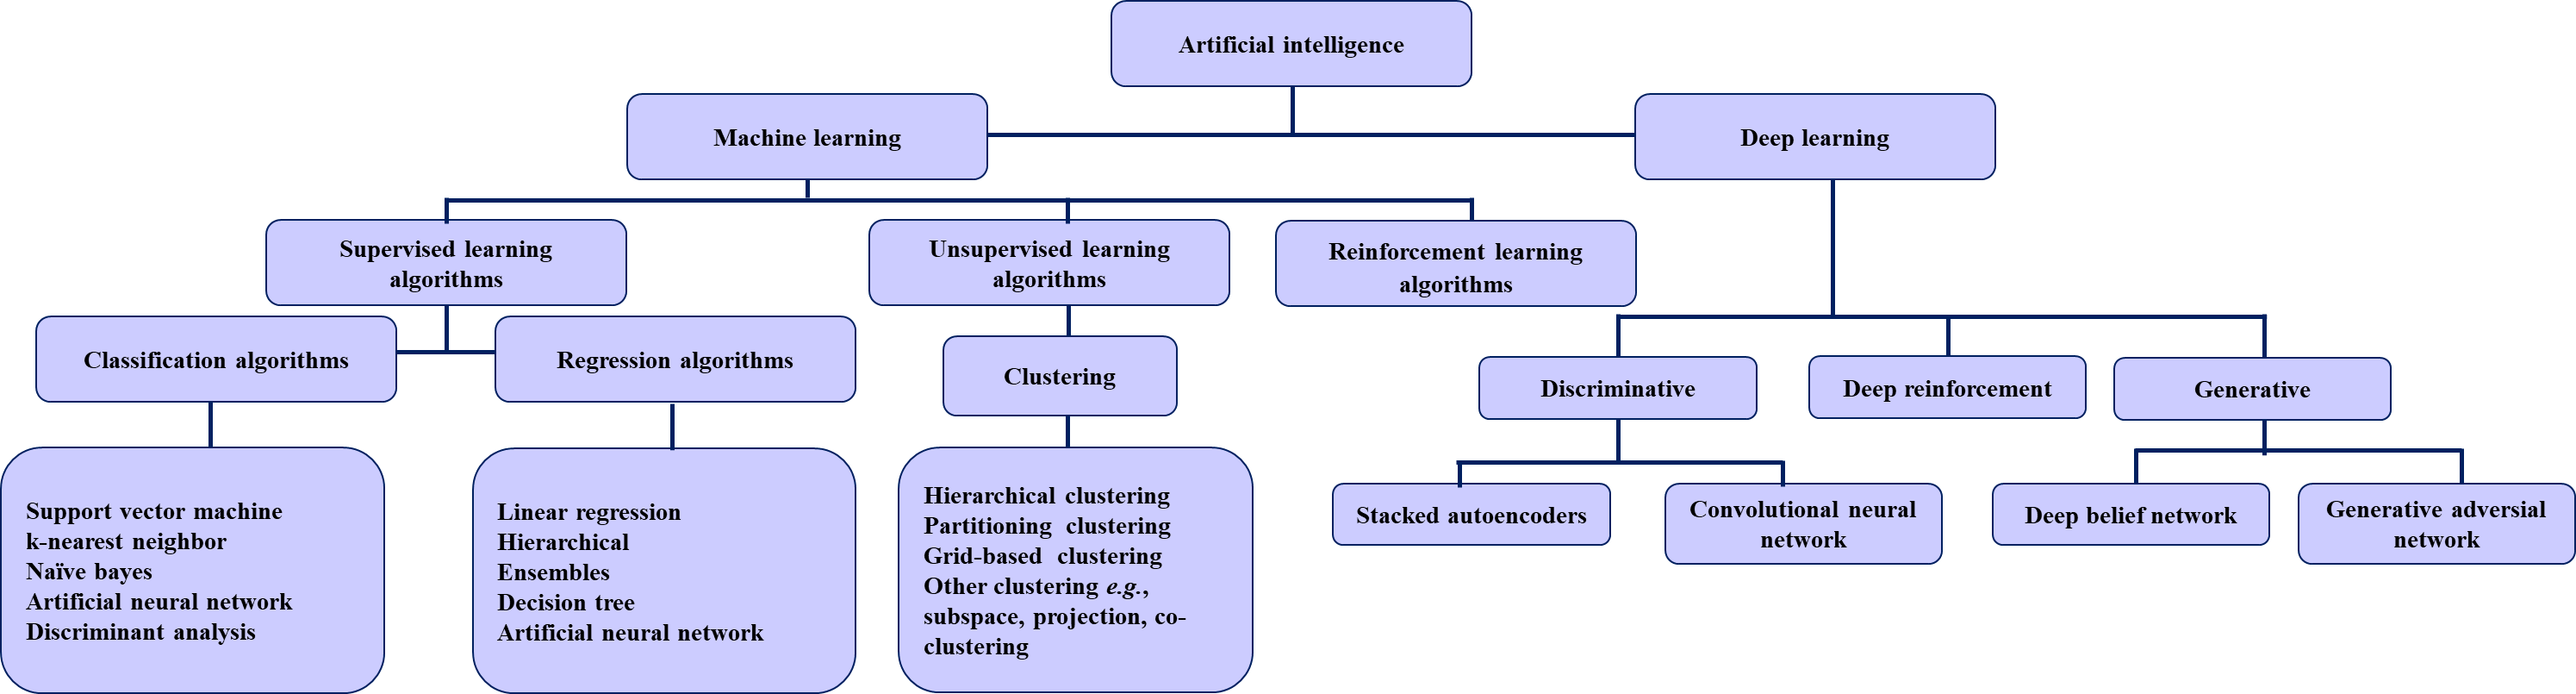 Artificial intelligence
Machine learning
Deep learning
Supervised learning
algorithms
Unsupervised learning
algorithms
Reinforcement learning
algorithms
Classification algorithms
Regression algorithms
Clustering
Discriminative
Deep reinforcement
Generative
Support vector machine
k-nearest neighbor
Naïve bayes
Artificial neural network
Discriminant analysis
Linear regression
Hierarchical
Ensembles
Decision tree
Artificial neural network
Hierarchical clustering
Partitioning clustering
Grid-based clustering
Other clustering e.g.,
subspace, projection, co-
clustering
Stacked autoencoders
Convolutional neural
network
Deep belief network
Generative adversial
network